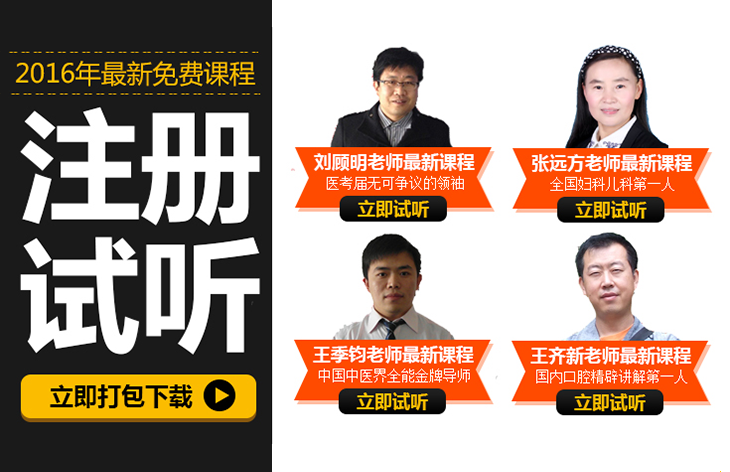 2016年最新免费课程
注册
试听
立即打包下载
刘顾明老师最新课程
医考届无可争议的领袖
立即试听
张远方老师最新课程
全国妇科儿科第一人
立即试听
王季钧老师最新课程
中国中医界全能金牌导师
立即试听
王齐新老师最新课程
国内口腔精辟讲解第一人
立即试听